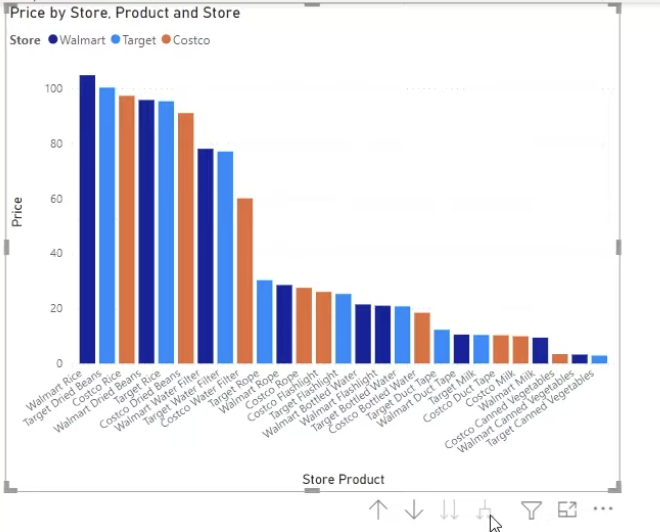 Price by Store, Product and Store
Store Walmart Target Costco
Price
100
80
60
40
20
0
Walmart Rice
Target Dried Beans
Costco Rice
Walmart Dried Beans
Target Rice
Costco Dried Beans
Walmart Water Filter
Target Water Filter
Costco Water Filter
Target Rope
Walmart Rope
Costco Rope
Costco Flashlight
Target Flashlight
Walmart Bottled Water
Walmart Flashlight
Target Bottled Water
Costco Bottled Water
Target Duct Tape
Walmart Duct Tape
Target Milk
Costco Duct Tape
Costco Milk
Walmart Milk
Costco Canned Vegetables
Walmart Canned Vegetables
Target Canned Vegetables
Store Product